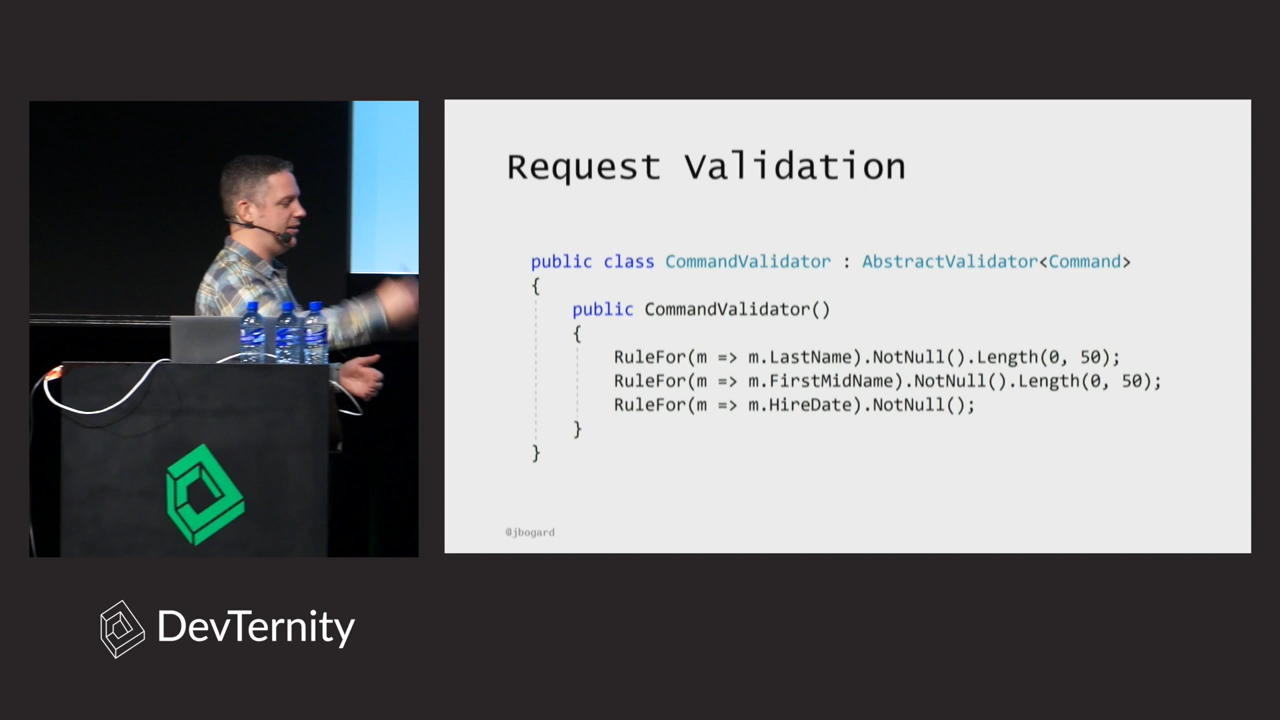 Request Validation
public class CommandValidator : AbstractValidator<Command>
{
public CommandValidator()
{
RuleFor(m => m.LastName).NotNull().Length(0, 50);
RuleFor(m => m.FirstMidName).NotNull().Length(0, 50);
RuleFor(m => m.HireDate).NotNull();
}
}
@jbogard
DevTernity